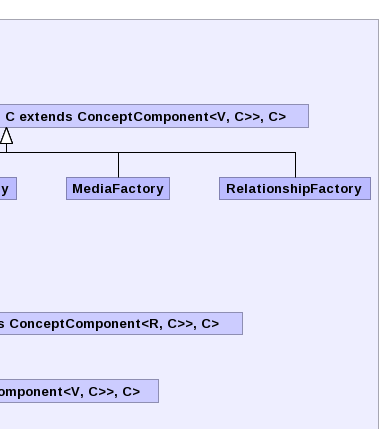 C extends ConceptComponent<V, C>>, C>
y MediaFactory RelationshipFactory
s ConceptComponent<R, C>>, C>
omponent<V, C>>, C>